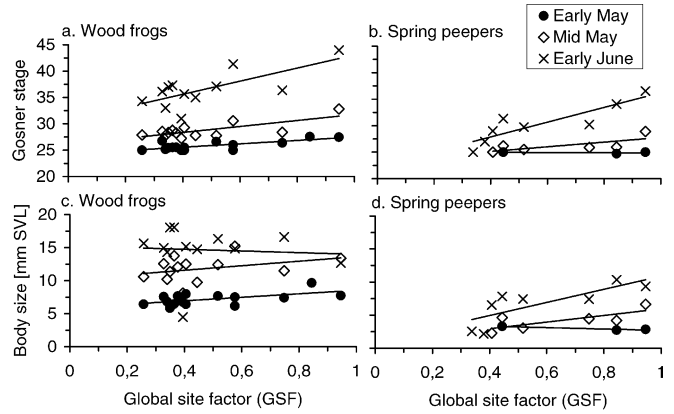 a. Wood frogs
b. Spring peepers
Early May
Mid May
Early June
Gosner stage
45
40
35
30
25
20
c. Wood frogs
d. Spring peepers
Body size [mm SVL]
20
15
10
5
0
0 0,2 0,4 0,6 0,8 1
0 0,2 0,4 0,6 0,8 1
Global site factor (GSF)
Global site factor (GSF)